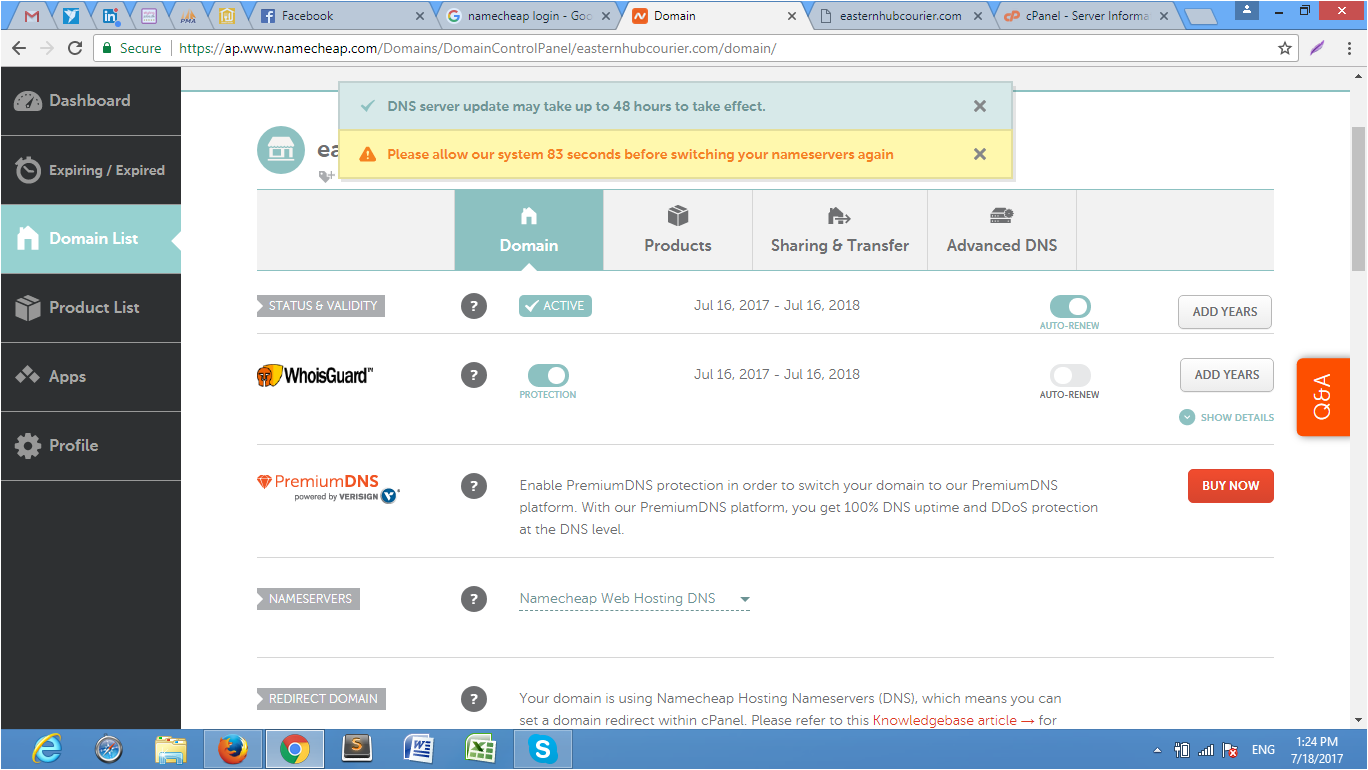 Facebook
namecheap login - Goo
Domain
easternhubcourier.com
cPanel - Server Informa
Secure
https://ap.www.namecheap.com/Domains/DomainControlPanel/easternhubcourier.com/domain/
Dashboard
Expiring / Expired
Domain List
Product List
Apps
Profile
DNS server update may take up to 48 hours to take effect.
Please allow our system 83 seconds before switching your nameservers again
ea
Domain
Products
Sharing & Transfer
Advanced DNS
STATUS & VALIDITY
?
ACTIVE
Jul 16, 2017 - Jul 16, 2018
AUTO-RENEW
ADD YEARS
WhoisGuard
?
PROTECTION
Jul 16, 2017 - Jul 16, 2018
AUTO-RENEW
ADD YEARS
SHOW DETAILS
Q&A
PremiumDNS
powered by VERISIGN
?
Enable PremiumDNS protection in order to switch your domain to our PremiumDNS
platform. With our PremiumDNS platform, you get 100% DNS uptime and DDoS protection
at the DNS level.
BUY NOW
NAMESERVERS
?
Namecheap Web Hosting DNS
REDIRECT DOMAIN
?
Your domain is using Namecheap Hosting Nameservers (DNS), which means you can
set a domain redirect within cPanel. Please refer to this Knowledgebase article → for
ENG
1:24 PM
7/18/2017